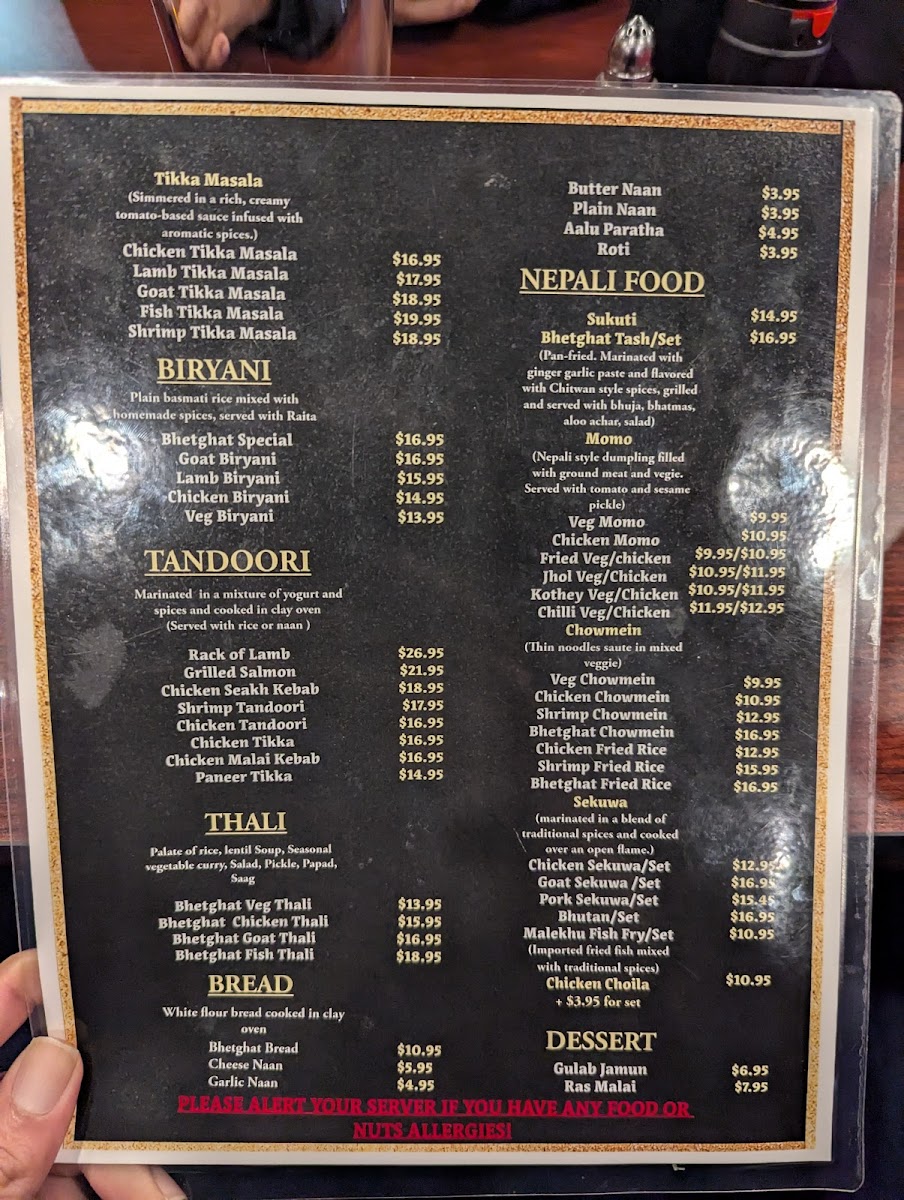 Tikka Masala
(Simmered in a rich, creamy
tomato-based sauce infused with
aromatic spices.)
Chicken Tikka Masala $16.95
Lamb Tikka Masala $17.95
Goat Tikka Masala $18.95
Fish Tikka Masala $19.95
Shrimp Tikka Masala $18.95
BIRYANI
Plain basmati rice mixed with
homemade spices, served with Raita
Bhetghat Special $16.95
Goat Biryani $16.95
Lamb Biryani $15.95
Chicken Biryani $14.95
Veg Biryani $13.95
TANDOORI
Marinated in a mixture of yogurt and
spices and cooked in clay oven
(Served with rice or naan )
Rack of Lamb $26.95
Grilled Salmon $21.95
Chicken Seakh Kebab $18.95
Shrimp Tandoori $17.95
Chicken Tandoori $16.95
Chicken Tikka $16.95
Chicken Malai Kebab $16.95
Paneer Tikka $14.95
THALI
Palate of rice, lentil Soup, Seasonal
vegetable curry, Salad, Pickle, Papad,
Saag
Bhetghat Veg Thali $13.95
Bhetghat Chicken Thali $15.95
Bhetghat Goat Thali $16.95
Bhetghat Fish Thali $18.95
BREAD
White flour bread cooked in clay
oven
Bhetghat Bread $10.95
Cheese Naan $5.95
Garlic Naan $4.95
Butter Naan $3.95
Plain Naan $3.95
Aalu Paratha $4.95
Roti $3.95
NEPALI FOOD
Sukuti $14.95
Bhetghat Tash/Set $16.95
(Pan-fried. Marinated with
ginger garlic paste and flavored
with Chitwan style spices, grilled
and served with bhuja, bhatmas,
aloo achar, salad)
Momo
(Nepali style dumpling filled
with ground meat and vegie.
Served with tomato and sesame
pickle)
Veg Momo $9.95
Chicken Momo $10.95
Fried Veg/chicken $9.95/$10.95
Jhol Veg/Chicken $10.95/$11.95
Kothey Veg/Chicken $10.95/$11.95
Chilli Veg/Chicken $11.95/$12.95
Chowmein
(Thin noodles saute in mixed
veggie)
Veg Chowmein $9.95
Chicken Chowmein $10.95
Shrimp Chowmein $12.95
Bhetghat Chowmein $16.95
Chicken Fried Rice $12.95
Shrimp Fried Rice $15.95
Bhetghat Fried Rice $16.95
Sekuwa
(marinated in a blend of
traditional spices and cooked
over an open flame.)
Chicken Sekuwa/Set $12.95
Goat Sekuwa /Set $16.95
Pork Sekuwa/Set $15.45
Bhutan/Set $16.95
Malekhu Fish Fry/Set $10.95
(Imported fried fish mixed
with traditional spices)
Chicken Choila $10.95
+ $3.95 for set
DESSERT
Gulab Jamun $6.95
Ras Malai $7.95
PLEASE ALERT YOUR SERVER IF YOU HAVE ANY FOOD OR
NUTS ALLERGIES!